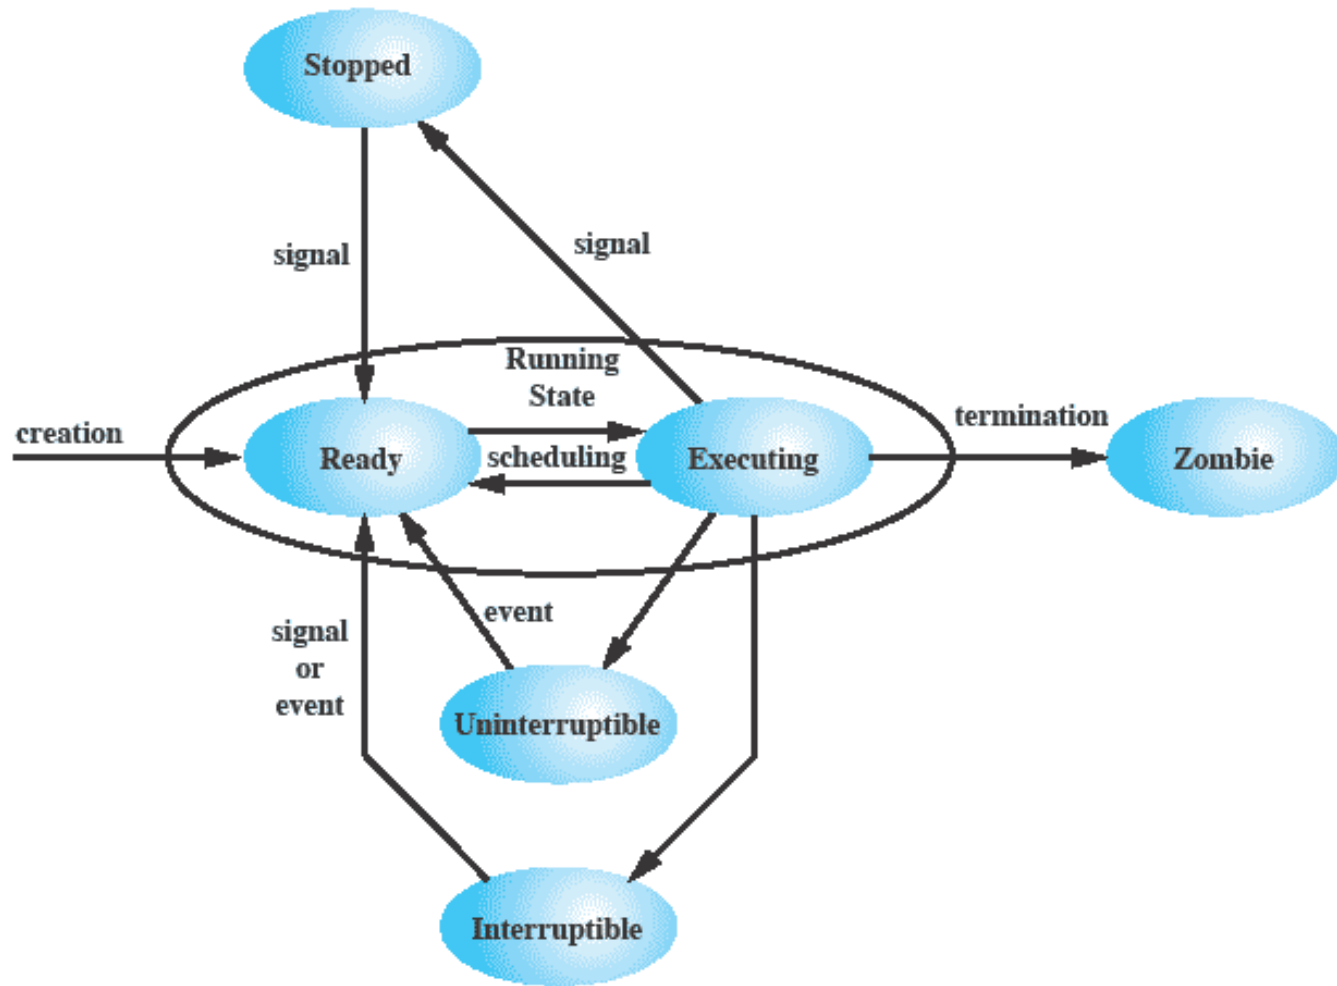 Stopped
signal
signal
Running
State
creation
termination
Ready
scheduling
Executing
Zombie
event
signal
or
event
Uninterruptible
Interruptible